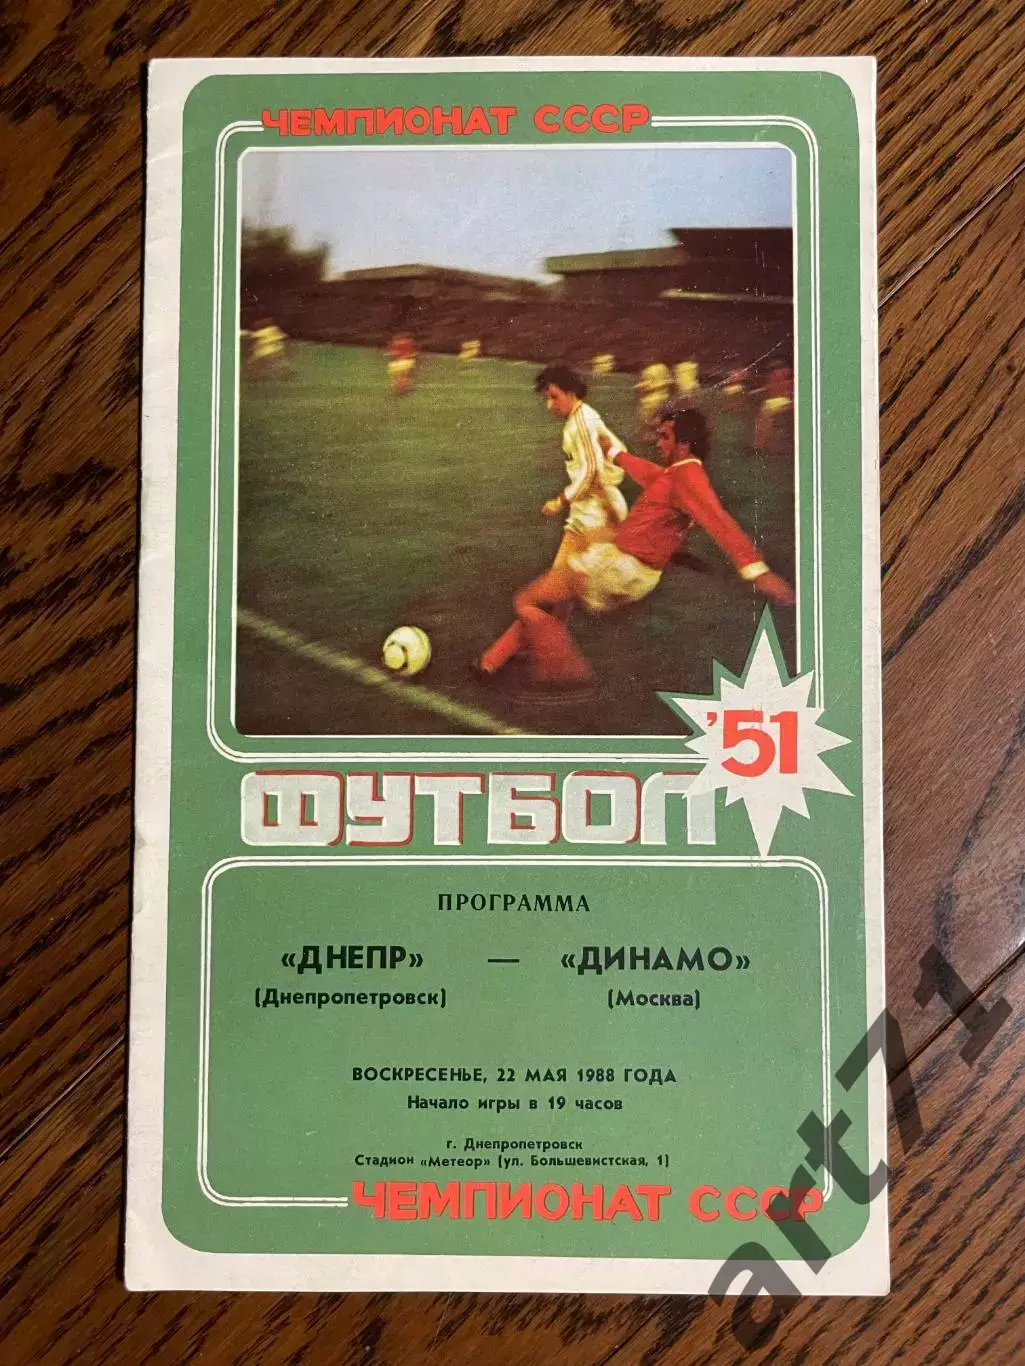 ЧЕМПИОНАТ СССР
'51
ФУТБОЛ
ПРОГРАММА
«ДНЕПР» — «ДИНАМО»
(Днепропетровск) (Москва)
ВОСКРЕСЕНЬЕ, 22 МАЯ 1988 ГОДА
Начало игры в 19 часов
г. Днепропетровск
Стадион «Метеор» (ул. Большевистская, 1)
ЧЕМПИОНАТ СССР
art71